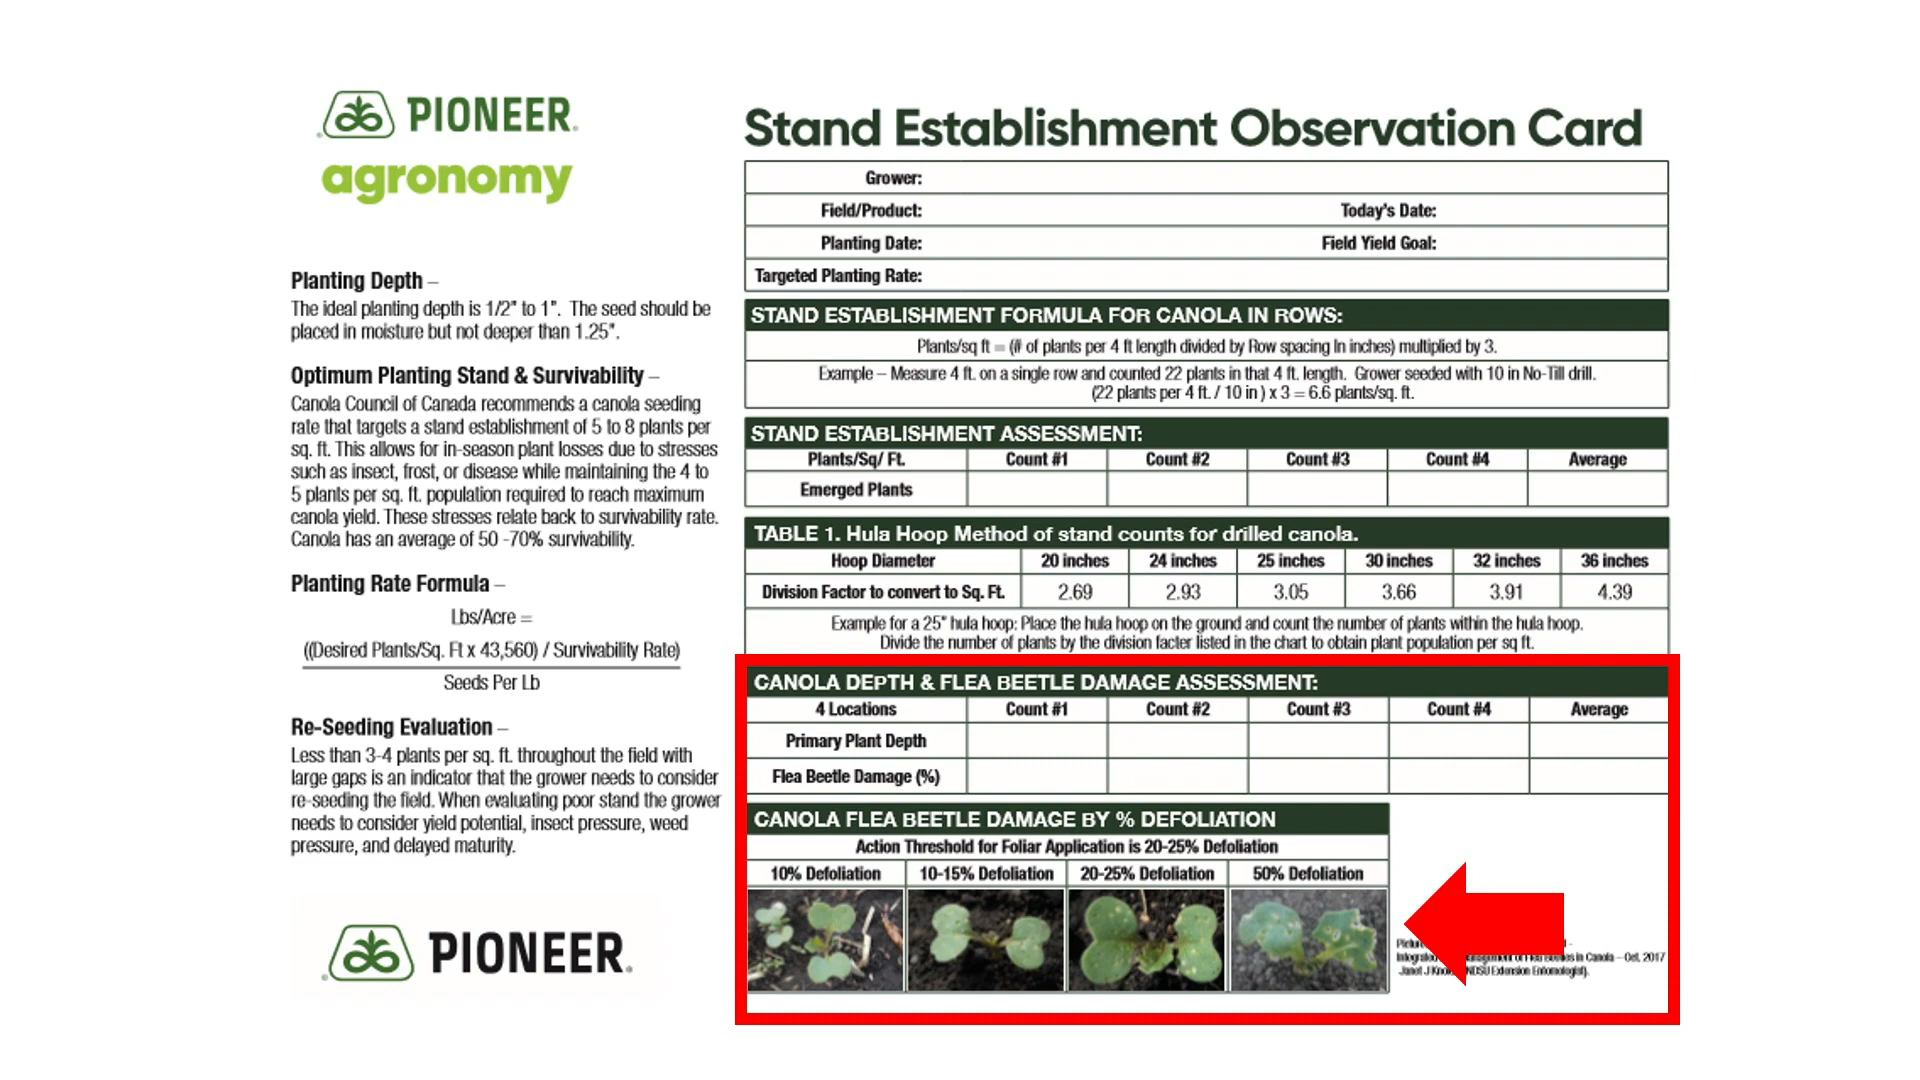 PIONEER
agronomy
Planting Depth –
The ideal planting depth is 1/2" to 1". The seed should be
placed in moisture but not deeper than 1.25".
Optimum Planting Stand & Survivability –
Canola Council of Canada recommends a canola seeding
rate that targets a stand establishment of 5 to 8 plants per
sq. ft. This allows for in-season plant losses due to stresses
such as insect, frost, or disease while maintaining the 4 to
5 plants per sq. ft. population required to reach maximum
canola yield. These stresses relate back to survivability rate.
Canola has an average of 50 -70% survivability.
Planting Rate Formula –
Lbs/Acre =
((Desired Plants/Sq. Ft x 43,560) / Survivability Rate)
Seeds Per Lb
Re-Seeding Evaluation –
Less than 3-4 plants per sq. ft. throughout the field with
large gaps is an indicator that the grower needs to consider
re-seeding the field. When evaluating poor stand the grower
needs to consider yield potential, insect pressure, weed
pressure, and delayed maturity.
PIONEER
Stand Establishment Observation Card
Grower:
Field/Product: Today's Date:
Planting Date: Field Yield Goal:
Targeted Planting Rate:
STAND ESTABLISHMENT FORMULA FOR CANOLA IN ROWS:
Plants/sq ft = (# of plants per 4 ft length divided by Row spacing In inches) multiplied by 3.
Example – Measure 4 ft. on a single row and counted 22 plants in that 4 ft. length. Grower seeded with 10 in No-Till drill.
(22 plants per 4 ft. / 10 in ) x 3 = 6.6 plants/sq. ft.
STAND ESTABLISHMENT ASSESSMENT:
Plants/Sq/ Ft. Count #1 Count #2 Count #3 Count #4 Average
Emerged Plants
TABLE 1. Hula Hoop Method of stand counts for drilled canola.
Hoop Diameter 20 inches 24 inches 25 inches 30 inches 32 inches 36 inches
Division Factor to convert to Sq. Ft. 2.69 2.93 3.05 3.66 3.91 4.39
Example for a 25" hula hoop: Place the hula hoop on the ground and count the number of plants within the hula hoop.
Divide the number of plants by the division facter listed in the chart to obtain plant population per sq ft.
CANOLA DEPTH & FLEA BEETLE DAMAGE ASSESSMENT:
4 Locations Count #1 Count #2 Count #3 Count #4 Average
Primary Plant Depth
Flea Beetle Damage (%)
CANOLA FLEA BEETLE DAMAGE BY % DEFOLIATION
Action Threshold for Foliar Application is 20-25% Defoliation
10% Defoliation 10-15% Defoliation 20-25% Defoliation 50% Defoliation
Integrated of Flea Beetles in Canola – Oct. 2017
Janet J NDSU Extension Entomologist).